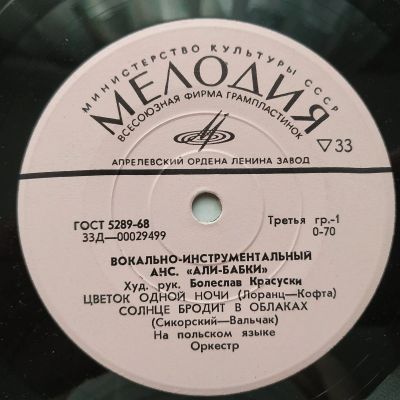 МИНИСТЕРСТВО КУЛЬТУРЫ СССР
МЕЛОДИЯ
ВСЕСОЮЗНАЯ ФИРМА ГРАМПЛАСТИНОК
▽33
АПРЕЛЕВСКИЙ ОРДЕНА ЛЕНИНА ЗАВОД
ГОСТ 5289-68
Третья гр.-1
33Д—00029499
0-70
ВОКАЛЬНО-ИНСТРУМЕНТАЛЬНЫЙ
АНС. «АЛИ-БАБКИ»
Худ. рук. Болеслав Красуски
ЦВЕТОК ОДНОЙ НОЧИ (Лоранц—Кофта)
СОЛНЦЕ БРОДИТ В ОБЛАКАХ
(Сикорский—Вальчак)
На польском языке
Оркестр